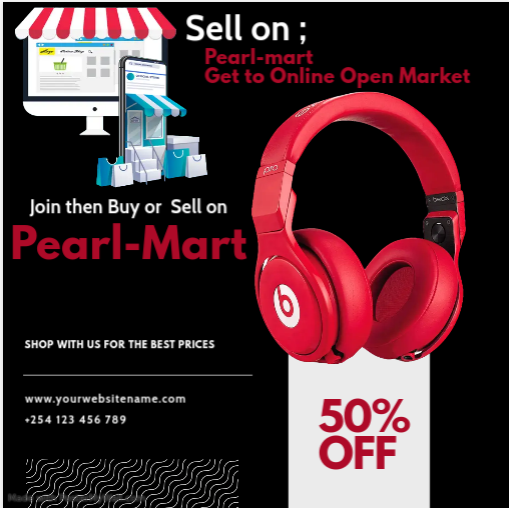 Sell on ;
Pearl-mart
Get to Online Open Market
Join then Buy or Sell on
Pearl-Mart
SHOP WITH US FOR THE BEST PRICES
www.yourwebsitename.com
+254 123 456 789
50%
OFF
pro
b